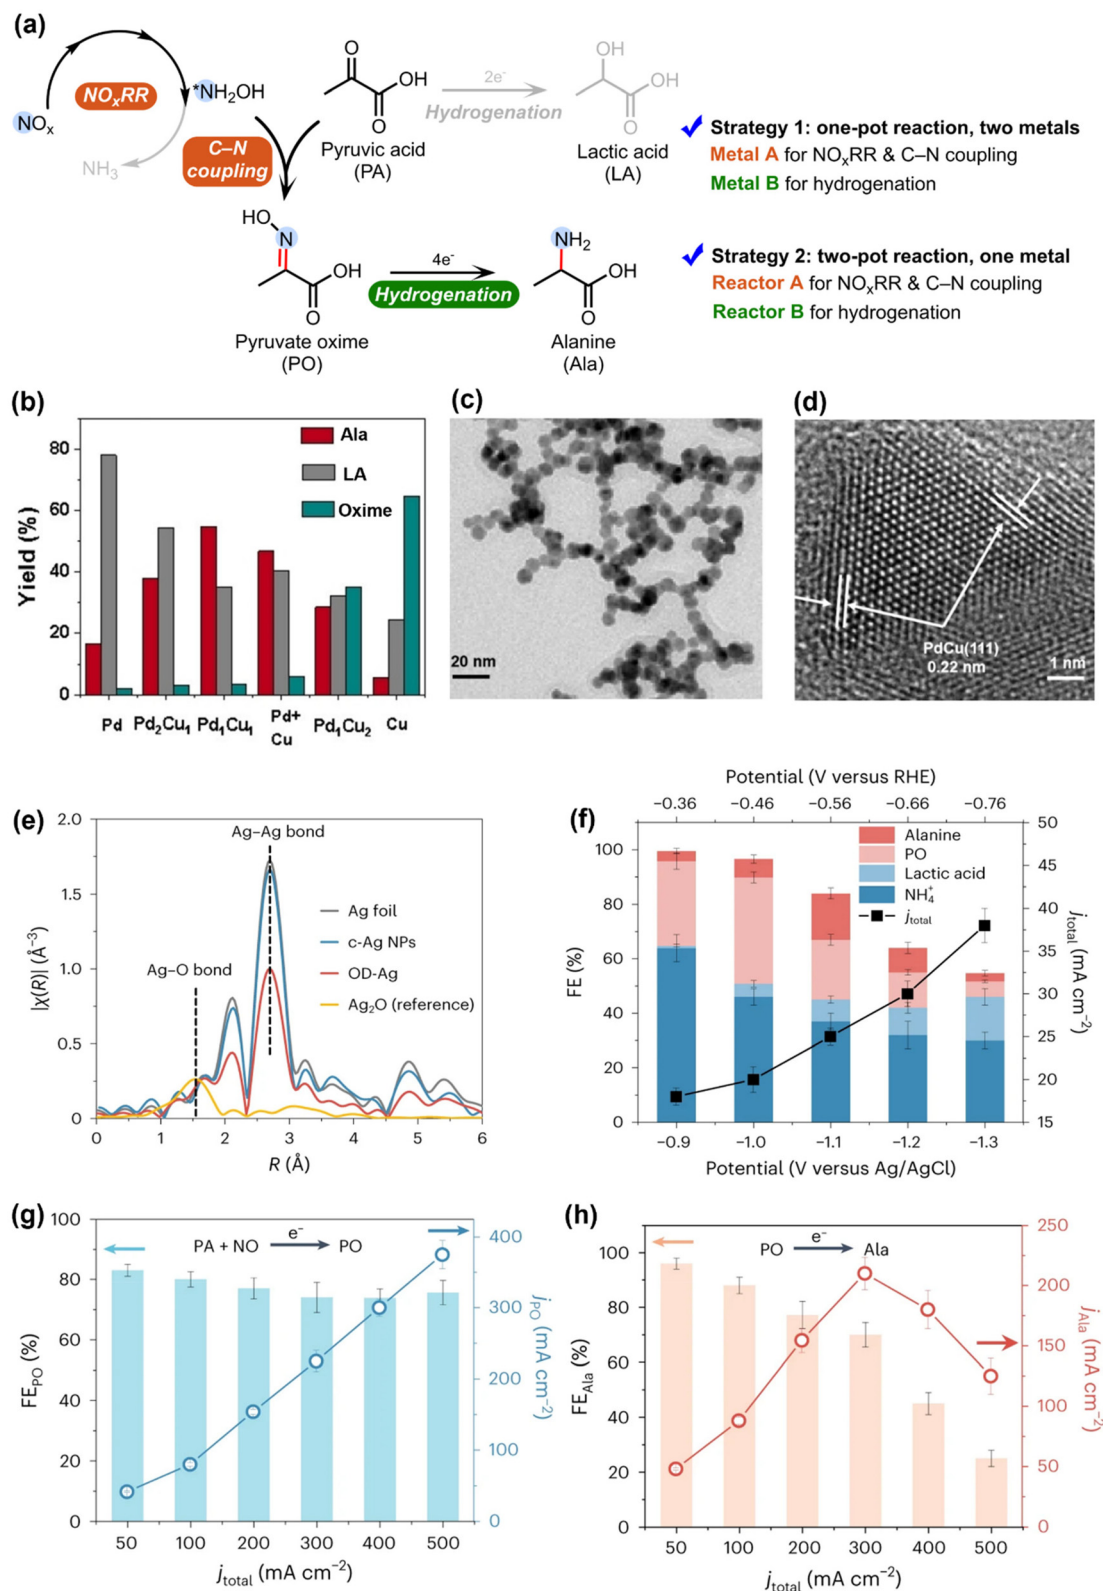 (a)
NOₓ
NOₓRR
*NH₂OH
NH₃
C–N
coupling
O
OH
O
Pyruvic acid
(PA)
2e⁻
Hydrogenation
OH
OH
O
Lactic acid
(LA)
✓ Strategy 1: one-pot reaction, two metals
Metal A for NOₓRR & C–N coupling
Metal B for hydrogenation
HO
N
OH
O
Pyruvate oxime
(PO)
4e⁻
Hydrogenation
NH₂
OH
O
Alanine
(Ala)
✓ Strategy 2: two-pot reaction, one metal
Reactor A for NOₓRR & C–N coupling
Reactor B for hydrogenation
(b)
Yield (%)
80
60
40
20
0
Ala
LA
Oxime
Pd
Pd₂Cu₁
Pd₁Cu₁
Pd+
Cu
Pd₁Cu₂
Cu
(c)
20 nm
(d)
PdCu(111)
0.22 nm
1 nm
(e)
|χ(R)| (Å⁻³)
2.0
1.5
1.0
0.5
0
Ag–Ag bond
Ag–O bond
Ag foil
c-Ag NPs
OD-Ag
Ag₂O (reference)
0 1 2 3 4 5 6
R (Å)
(f)
Potential (V versus RHE)
−0.36 −0.46 −0.56 −0.66 −0.76
FE (%)
100
80
60
40
20
0
Alanine
PO
Lactic acid
NH₄⁺
j_total
50
45
40
35
30
25
20
15
j_total (mA cm⁻²)
−0.9 −1.0 −1.1 −1.2 −1.3
Potential (V versus Ag/AgCl)
(g)
FE_PO (%)
100
80
60
40
20
0
PA + NO e⁻ PO
400
300
200
100
0
j_PO (mA cm⁻²)
50 100 200 300 400 500
j_total (mA cm⁻²)
(h)
FE_Ala (%)
100
80
60
40
20
0
PO e⁻ Ala
250
200
150
100
50
0
j_Ala (mA cm⁻²)
50 100 200 300 400 500
j_total (mA cm⁻²)